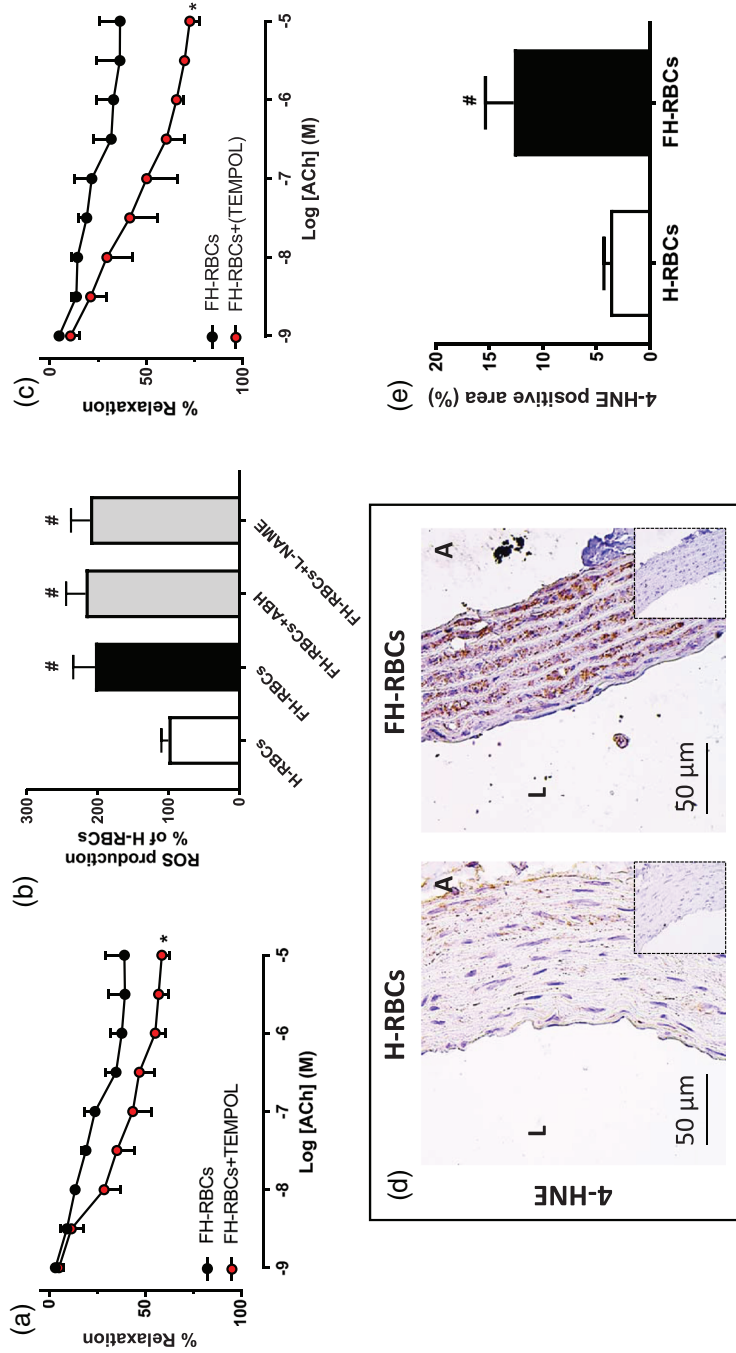 (a)
0
50
100
% Relaxation
-9
-8
-7
-6
-5
Log [ACh] (M)
FH-RBCs
FH-RBCs+TEMPOL
*
(b)
300
200
100
0
ROS production
% of H-RBCs
#
#
#
H-RBCs
FH-RBCs
FH-RBCs+ABH
FH-RBCs+L-NAME
(c)
0
50
100
% Relaxation
-9
-8
-7
-6
-5
Log [ACh] (M)
FH-RBCs
FH-RBCs+(TEMPOL)
*
(d)
H-RBCs
FH-RBCs
4-HNE
L
A
50 µm
L
A
50 µm
(e)
20
15
10
5
0
4-HNE positive area (%)
#
H-RBCs
FH-RBCs